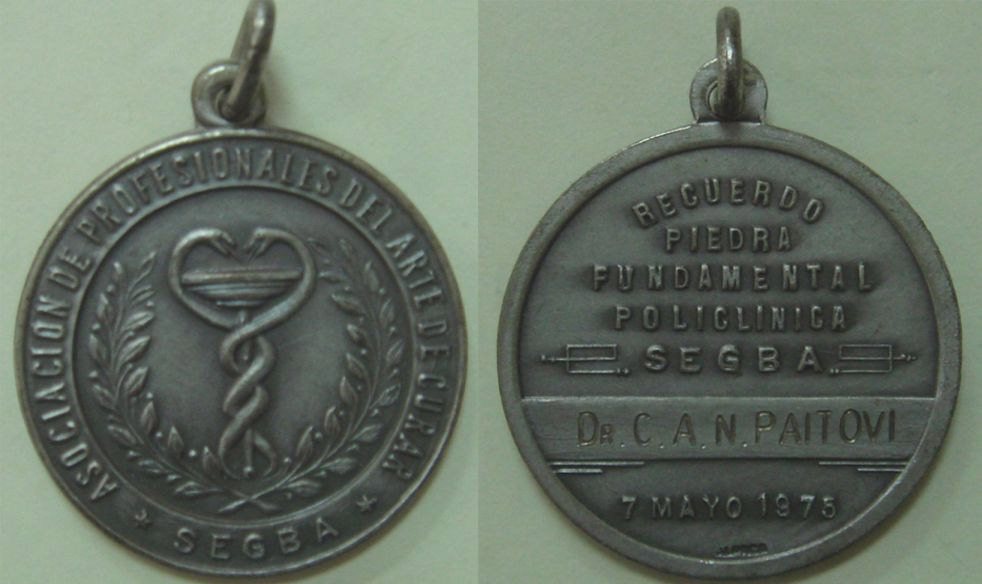 ASOCIACION DE PROFESIONALES DEL ARTE DE CURAR
* SEGBA *
RECUERDO
PIEDRA
FUNDAMENTAL
POLICLINICA
SEGBA
DR. C. A. N. PAITOVI
7 MAYO 1975